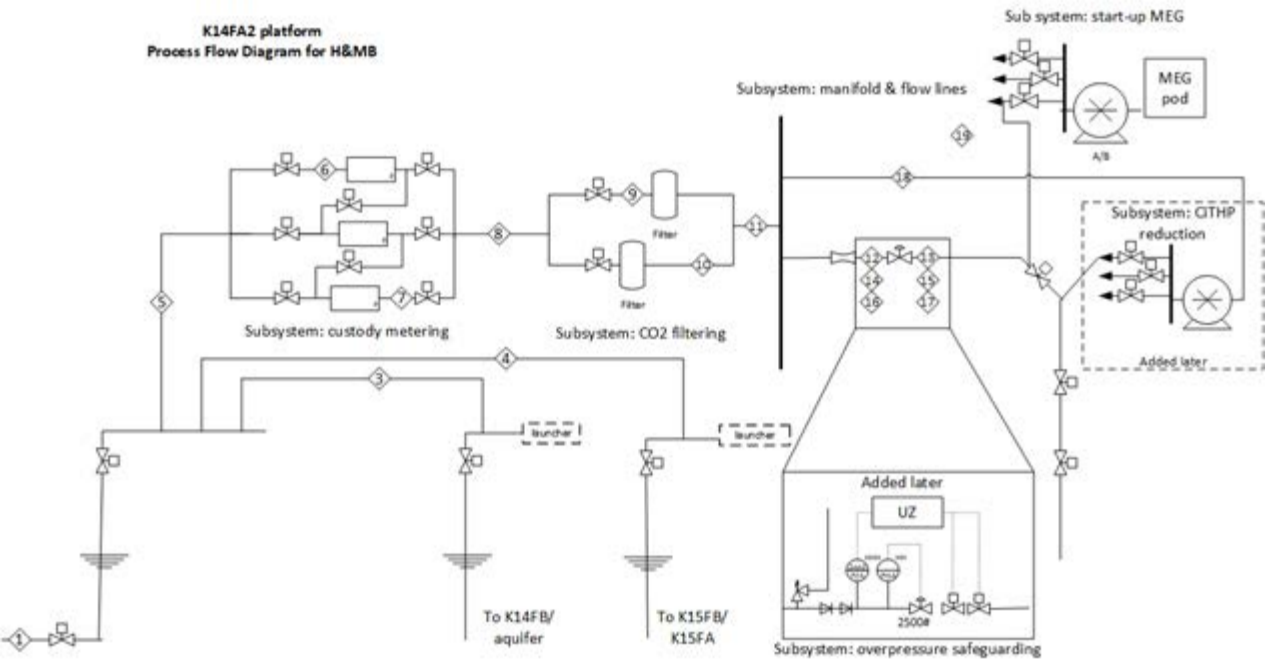 K14FA2 platform
Process Flow Diagram for H&MB
Sub system: start-up MEG
MEG
pod
A/B
Subsystem: manifold & flow lines
19
18
6
9
Filter
8
11
10
Filter
5
7
12
13
14
15
16
17
Subsystem: CiTHP
reduction
Added later
Subsystem: custody metering
Subsystem: CO2 filtering
4
3
launcher
launcher
Added later
UZ
2500#
1
To K14FB/
aquifer
To K15FB/
K15FA
Subsystem: overpressure safeguarding